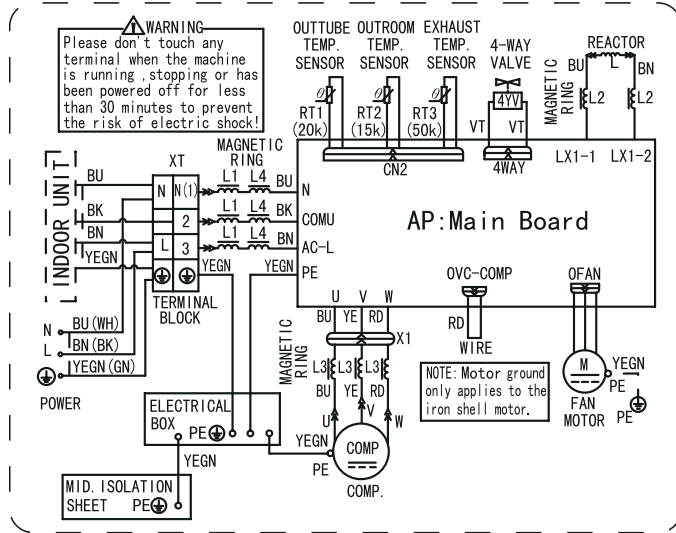 WARNING
Please don't touch any
terminal when the machine
is running ,stopping or has
been powered off for less
than 30 minutes to prevent
the risk of electric shock!
OUTTUBE OUTROOM EXHAUST
TEMP. TEMP. TEMP.
SENSOR SENSOR SENSOR
4-WAY
VALVE
REACTOR
BU L BN
MAGNETIC
RING
L2 L2
θ θ θ
4YV
RT1 RT2 RT3
(20k) (15k) (50k)
VT VT
CN2
4WAY
LX1-1 LX1-2
INDOOR UNIT
XT
MAGNETIC
RING
BU N N(1) L1 L4 BU N
BK 2 L1 L4 BK COMU
BN L 3 L1 L4 BN AC-L
YEGN YEGN YEGN PE
TERMINAL
BLOCK
AP:Main Board
OVC-COMP
OFAN
U V W
N BU(WH)
L BN(BK)
YEGN(GN)
POWER
BU YE RD
X1
MAGNETIC
RING
L3 L3 L3
BU YE RD
RD
WIRE
NOTE: Motor ground
only applies to the
iron shell motor.
M
YEGN
PE
PE
FAN
MOTOR
ELECTRICAL
BOX
PE
U V W
YEGN
PE
COMP
COMP.
YEGN
MID. ISOLATION
SHEET PE